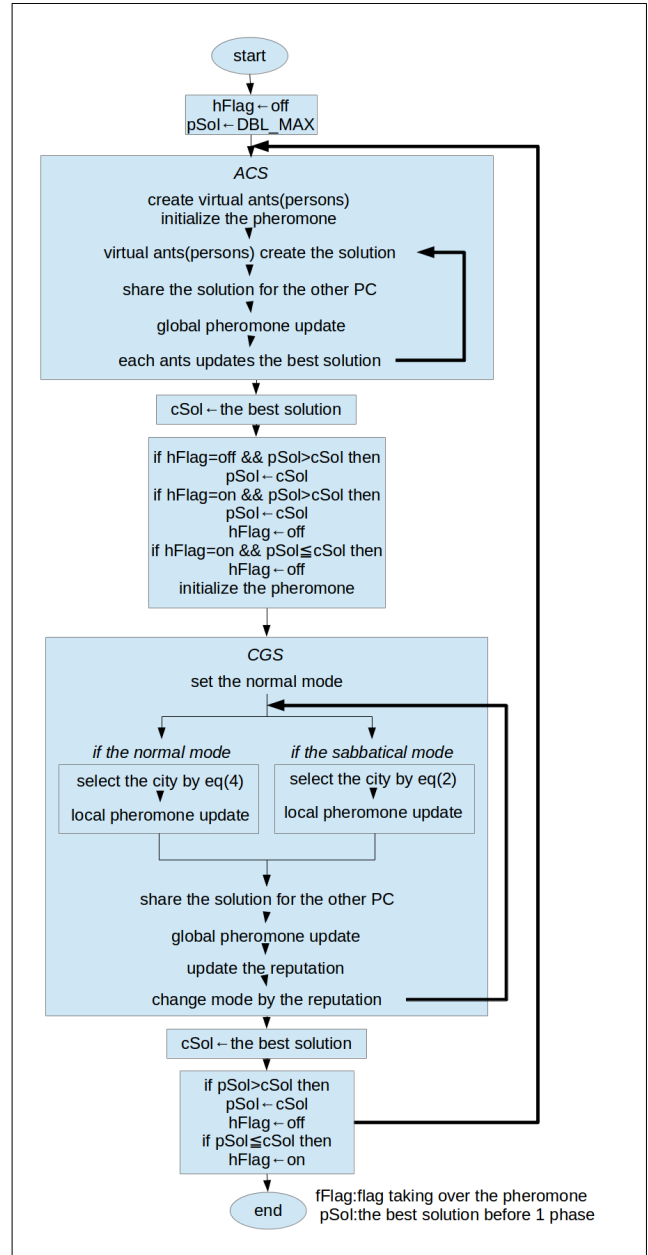 start
hFlag←off
pSol←DBL_MAX
ACS
create virtual ants(persons)
initialize the pheromone
virtual ants(persons) create the solution
share the solution for the other PC
global pheromone update
each ants updates the best solution
cSol←the best solution
if hFlag=off && pSol>cSol then
pSol←cSol
if hFlag=on && pSol>cSol then
pSol←cSol
hFlag←off
if hFlag=on && pSol≦cSol then
hFlag←off
initialize the pheromone
CGS
set the normal mode
if the normal mode
select the city by eq(4)
local pheromone update
if the sabbatical mode
select the city by eq(2)
local pheromone update
share the solution for the other PC
global pheromone update
update the reputation
change mode by the reputation
cSol←the best solution
if pSol>cSol then
pSol←cSol
hFlag←off
if pSol≦cSol then
hFlag←on
end
fFlag:flag taking over the pheromone
pSol:the best solution before 1 phase